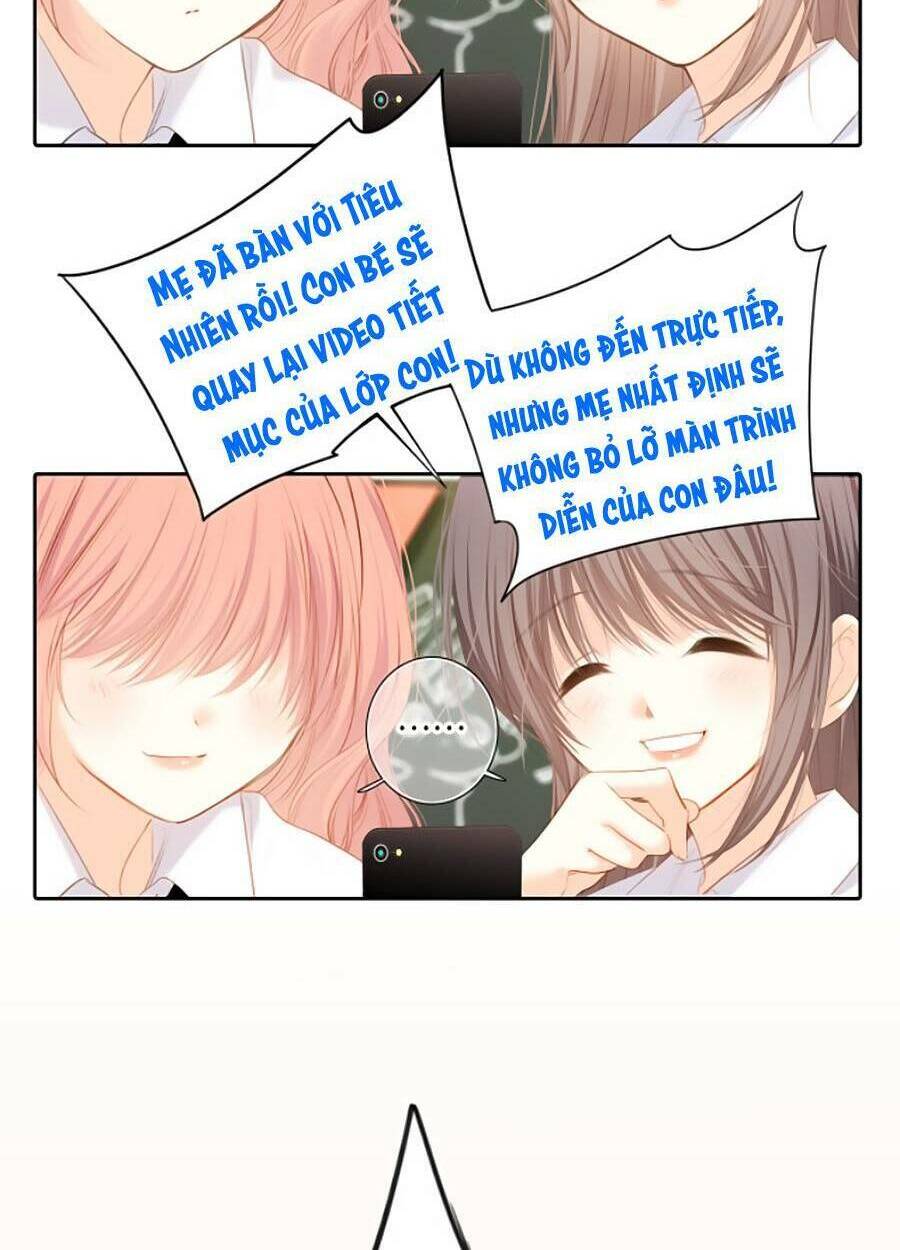 MẸ ĐÃ BÀN VỚI TIÊU
NHIÊN RỒI! CON BÉ SẼ
QUAY LẠI VIDEO TIẾT
MỤC CỦA LỚP CON!
DÙ KHÔNG ĐẾN TRỰC TIẾP,
NHƯNG MẸ NHẤT ĐỊNH SẼ
KHÔNG BỎ LỠ MÀN TRÌNH
DIỄN CỦA CON ĐÂU!
......